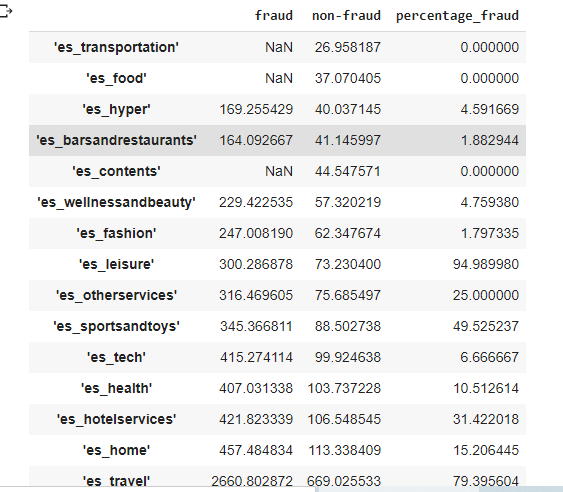 fraud non-fraud percentage_fraud
'es_transportation' NaN 26.958187 0.000000
'es_food' NaN 37.070405 0.000000
'es_hyper' 169.255429 40.037145 4.591669
'es_barsandrestaurants' 164.092667 41.145997 1.882944
'es_contents' NaN 44.547571 0.000000
'es_wellnessandbeauty' 229.422535 57.320219 4.759380
'es_fashion' 247.008190 62.347674 1.797335
'es_leisure' 300.286878 73.230400 94.989980
'es_otherservices' 316.469605 75.685497 25.000000
'es_sportsandtoys' 345.366811 88.502738 49.525237
'es_tech' 415.274114 99.924638 6.666667
'es_health' 407.031338 103.737228 10.512614
'es_hotelservices' 421.823339 106.548545 31.422018
'es_home' 457.484834 113.338409 15.206445
'es_travel' 2660.802872 669.025533 79.395604